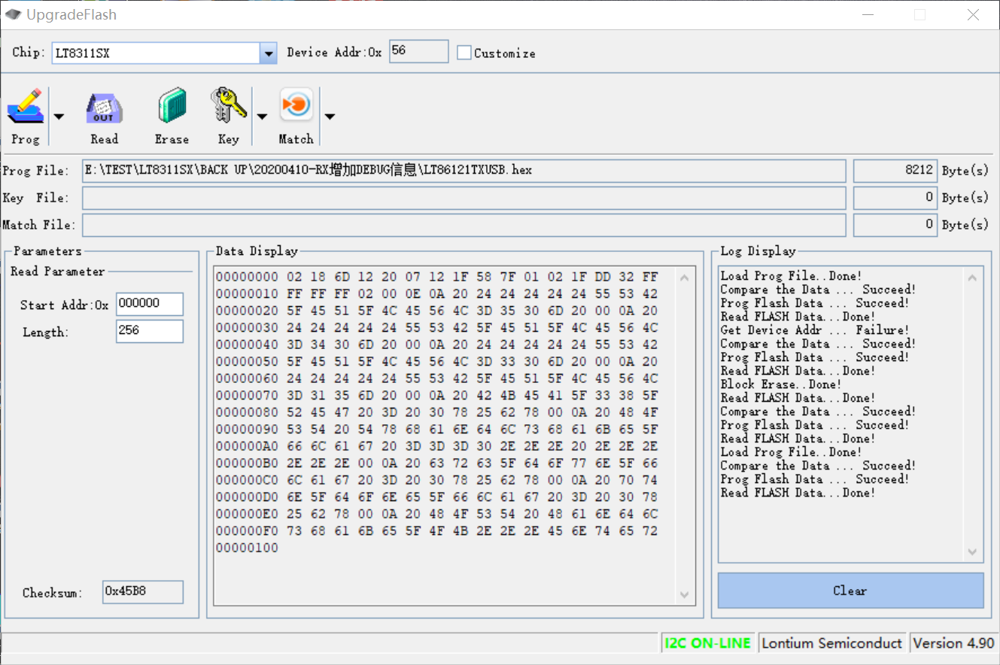 UpgradeFlash
Chip: LT8311SX Device Addr:0x 56 Customize
Prog Read Erase Key Match
OUT
Prog File: E:\TEST\LT8311SX\BACK UP\20200410-RX增加DEBUG信息\LT86121TXUSB.hex 8212 Byte(s)
Key File: 0 Byte(s)
Match File: 0 Byte(s)
Parameters
Read Parameter
Start Addr:0x 000000
Length: 256
Checksum: 0x45B8
Data Display
00000000 02 18 6D 12 20 07 12 1F 58 7F 01 02 1F DD 32 FF
00000010 FF FF FF 02 00 0E 0A 20 24 24 24 24 24 55 53 42
00000020 5F 45 51 5F 4C 45 56 4C 3D 35 30 6D 20 00 0A 20
00000030 24 24 24 24 24 55 53 42 5F 45 51 5F 4C 45 56 4C
00000040 3D 34 30 6D 20 00 0A 20 24 24 24 24 24 55 53 42
00000050 5F 45 51 5F 4C 45 56 4C 3D 33 30 6D 20 00 0A 20
00000060 24 24 24 24 24 55 53 42 5F 45 51 5F 4C 45 56 4C
00000070 3D 31 35 6D 20 00 0A 20 42 4B 45 41 5F 33 38 5F
00000080 52 45 47 20 3D 20 30 78 25 62 78 00 0A 20 48 4F
00000090 53 54 20 54 78 68 61 6E 64 6C 73 68 61 6B 65 5F
000000A0 66 6C 61 67 20 3D 3D 3D 30 2E 2E 2E 20 2E 2E 2E
000000B0 2E 2E 2E 00 0A 20 63 72 63 5F 64 6F 77 6E 5F 66
000000C0 6C 61 67 20 3D 20 30 78 25 62 78 00 0A 20 70 74
000000D0 6E 5F 64 6F 6E 65 5F 66 6C 61 67 20 3D 20 30 78
000000E0 25 62 78 00 0A 20 48 4F 53 54 20 48 61 6E 64 6C
000000F0 73 68 61 6B 65 5F 4F 4B 2E 2E 2E 45 6E 74 65 72
00000100
Log Display
Load Prog File..Done!
Compare the Data ... Succeed!
Prog Flash Data ... Succeed!
Read FLASH Data...Done!
Get Device Addr ... Failure!
Compare the Data ... Succeed!
Prog Flash Data ... Succeed!
Read FLASH Data...Done!
Block Erase..Done!
Read FLASH Data...Done!
Compare the Data ... Succeed!
Prog Flash Data ... Succeed!
Read FLASH Data...Done!
Load Prog File..Done!
Compare the Data ... Succeed!
Prog Flash Data ... Succeed!
Read FLASH Data...Done!
Clear
I2C ON-LINE Lontium Semiconduct Version 4.90